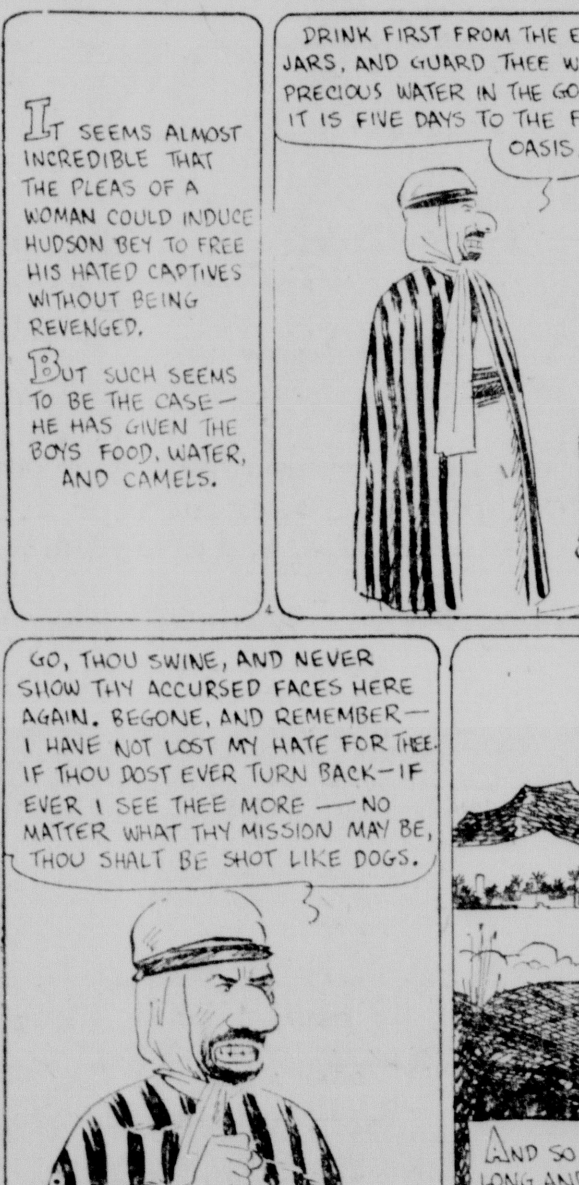 IT SEEMS ALMOST
INCREDIBLE THAT
THE PLEAS OF A
WOMAN COULD INDUCE
HUDSON BEY TO FREE
HIS HATED CAPTIVES
WITHOUT BEING
REVENGED.
BUT SUCH SEEMS
TO BE THE CASE—
HE HAS GIVEN THE
BOYS FOOD, WATER,
AND CAMELS.
4
DRINK FIRST FROM THE
JARS, AND GUARD THEE
PRECIOUS WATER IN THE
IT IS FIVE DAYS TO THE
OASIS
GO, THOU SWINE, AND NEVER
SHOW THY ACCURSED FACES HERE
AGAIN. BEGONE, AND REMEMBER—
I HAVE NOT LOST MY HATE FOR THEE.
IF THOU DOST EVER TURN BACK—IF
EVER I SEE THEE MORE — NO
MATTER WHAT THY MISSION MAY BE,
THOU SHALT BE SHOT LIKE DOGS.
AND SO
LONG AND